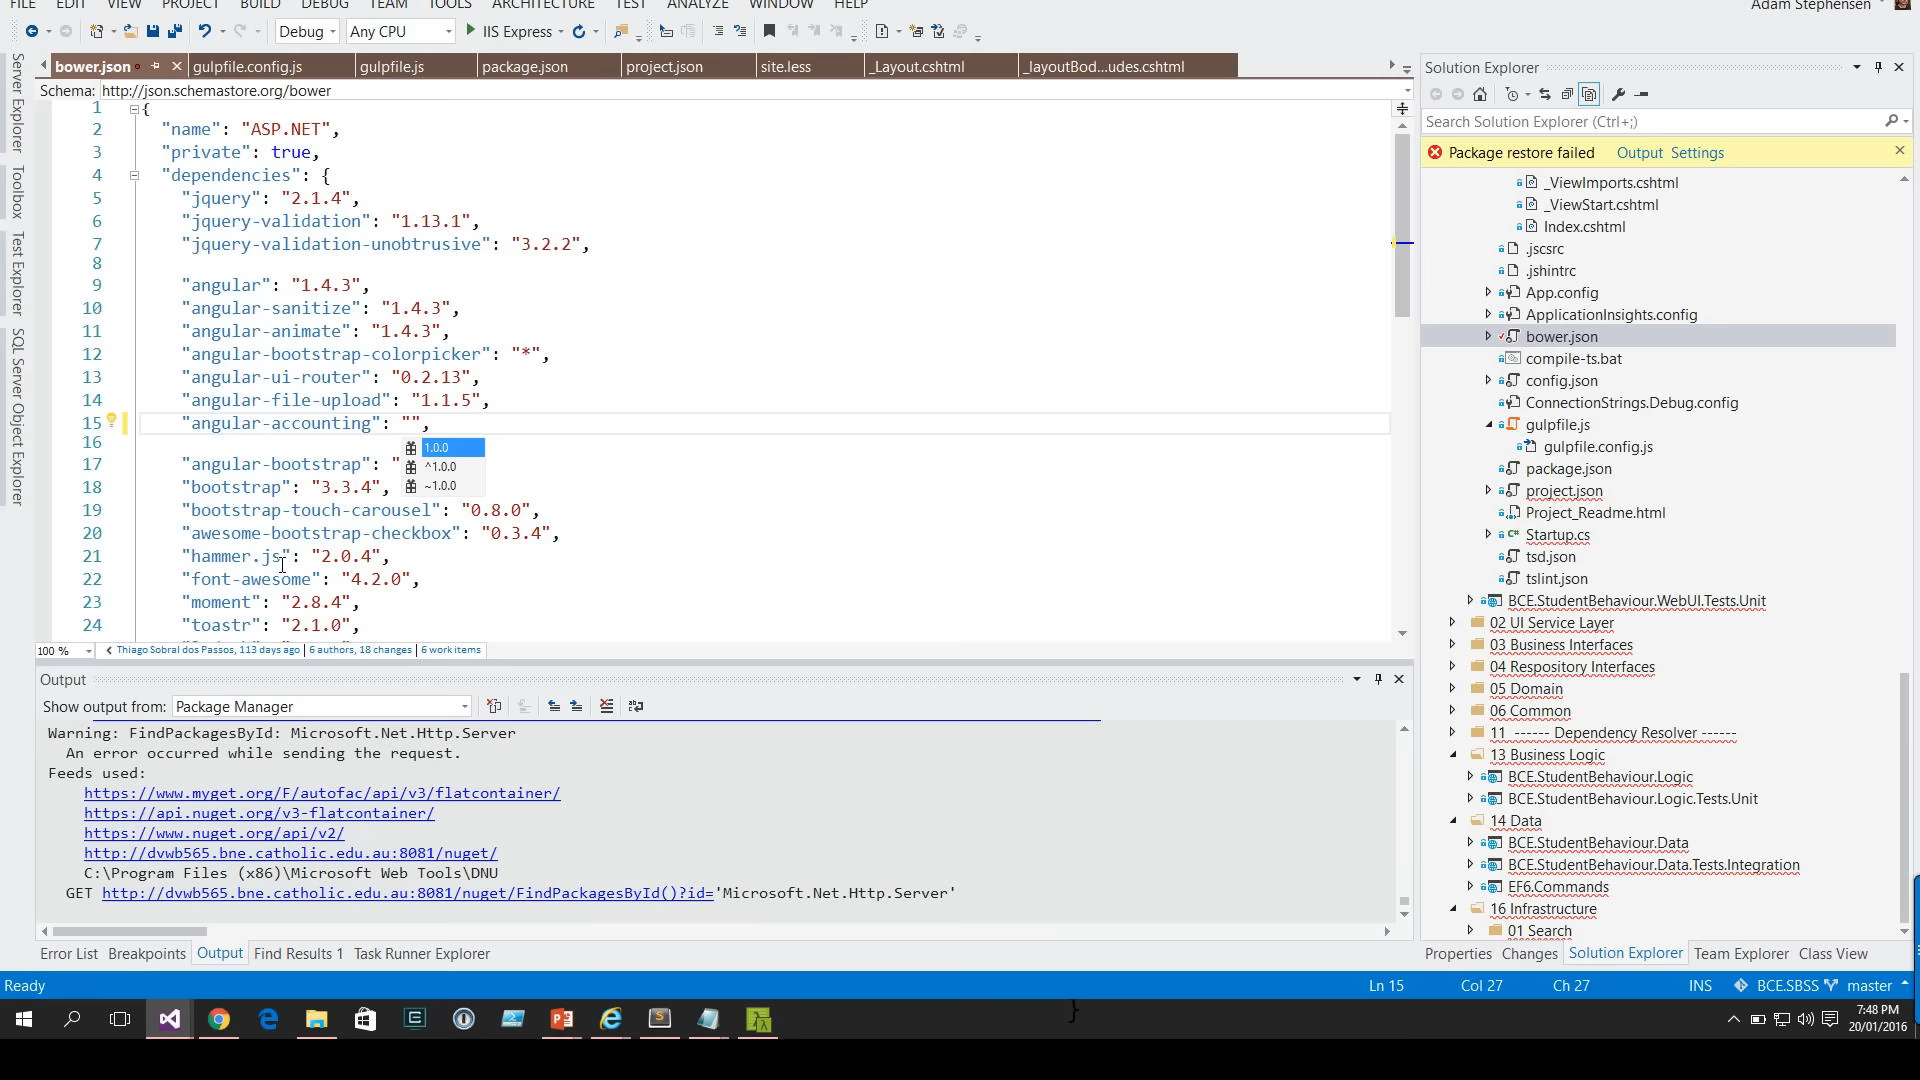 FILE EDIT VIEW PROJECT BUILD DEBUG TEAM TOOLS ARCHITECTURE TEST ANALYZE WINDOW HELP
Adam Stephensen
Debug Any CPU IIS Express
bower.json gulpfile.config.js gulpfile.js package.json project.json site.less _Layout.cshtml _layoutBod...udes.cshtml
Schema: http://json.schemastore.org/bower
Server Explorer
Toolbox
Test Explorer
SQL Server Object Explorer
1 {
2 "name": "ASP.NET",
3 "private": true,
4 "dependencies": {
5 "jquery": "2.1.4",
6 "jquery-validation": "1.13.1",
7 "jquery-validation-unobtrusive": "3.2.2",
8
9 "angular": "1.4.3",
10 "angular-sanitize": "1.4.3",
11 "angular-animate": "1.4.3",
12 "angular-bootstrap-colorpicker": "*",
13 "angular-ui-router": "0.2.13",
14 "angular-file-upload": "1.1.5",
15 "angular-accounting": "",
16
1.0.0
^1.0.0
~1.0.0
17 "angular-bootstrap": "
18 "bootstrap": "3.3.4",
19 "bootstrap-touch-carousel": "0.8.0",
20 "awesome-bootstrap-checkbox": "0.3.4",
21 "hammer.js": "2.0.4",
22 "font-awesome": "4.2.0",
23 "moment": "2.8.4",
24 "toastr": "2.1.0",
100 % Thiago Sobral dos Passos, 113 days ago | 6 authors, 18 changes | 6 work items
Output
Show output from: Package Manager
Warning: FindPackagesById: Microsoft.Net.Http.Server
An error occurred while sending the request.
Feeds used:
https://www.myget.org/F/autofac/api/v3/flatcontainer/
https://api.nuget.org/v3-flatcontainer/
https://www.nuget.org/api/v2/
http://dvwb565.bne.catholic.edu.au:8081/nuget/
C:\Program Files (x86)\Microsoft Web Tools\DNU
GET http://dvwb565.bne.catholic.edu.au:8081/nuget/FindPackagesById()?id='Microsoft.Net.Http.Server'
Error List Breakpoints Output Find Results 1 Task Runner Explorer
Solution Explorer
Search Solution Explorer (Ctrl+;)
Package restore failed Output Settings
_ViewImports.cshtml
_ViewStart.cshtml
Index.cshtml
.jscsrc
.jshintrc
App.config
ApplicationInsights.config
bower.json
compile-ts.bat
config.json
ConnectionStrings.Debug.config
gulpfile.js
gulpfile.config.js
package.json
project.json
Project_Readme.html
Startup.cs
tsd.json
tslint.json
BCE.StudentBehaviour.WebUI.Tests.Unit
02 UI Service Layer
03 Business Interfaces
04 Respository Interfaces
05 Domain
06 Common
11 ------ Dependency Resolver ------
13 Business Logic
BCE.StudentBehaviour.Logic
BCE.StudentBehaviour.Logic.Tests.Unit
14 Data
BCE.StudentBehaviour.Data
BCE.StudentBehaviour.Data.Tests.Integration
EF6.Commands
16 Infrastructure
01 Search
Properties Changes Solution Explorer Team Explorer Class View
Ready Ln 15 Col 27 Ch 27 INS BCE.SBSS master
}
7:48 PM
20/01/2016